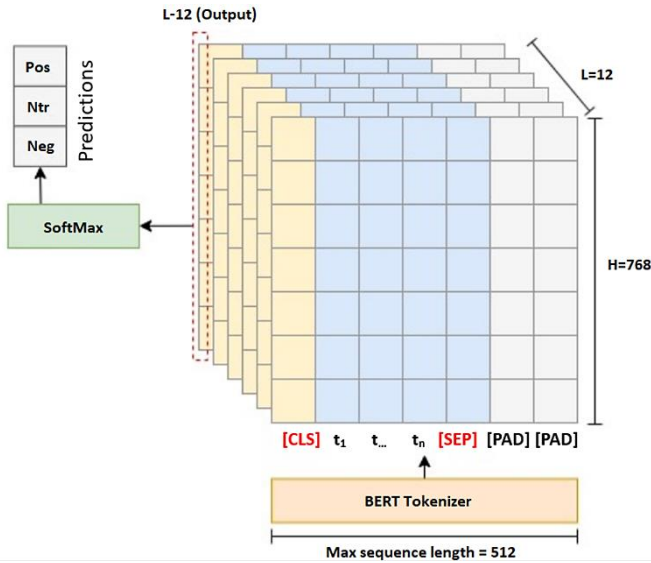 L-12 (Output)
Pos
Ntr
Neg
Predictions
L=12
SoftMax
H=768
[CLS] t₁ t... tₙ [SEP] [PAD] [PAD]
BERT Tokenizer
Max sequence length = 512